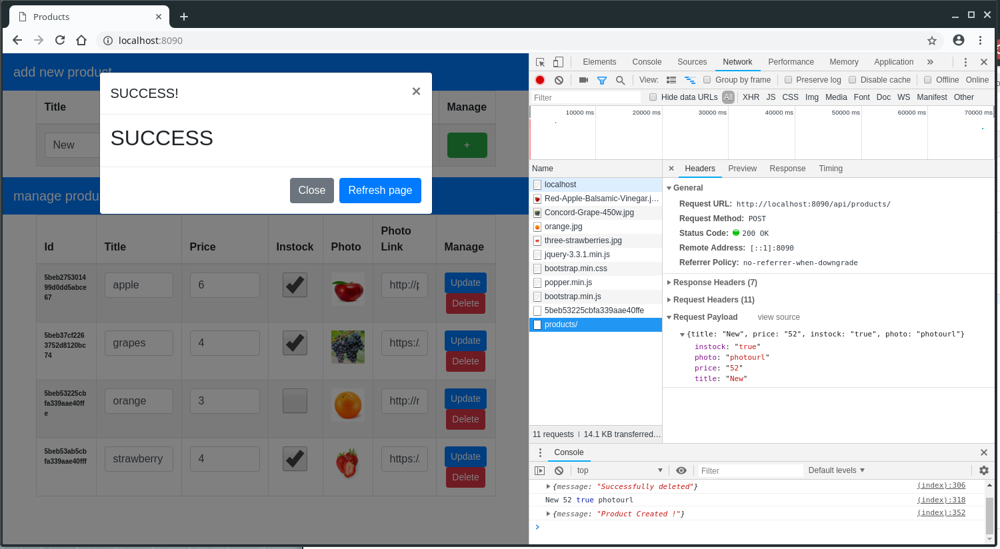 Products
localhost:8090
add new product
Title
Manage
New
+
SUCCESS!
×
SUCCESS
Close
Refresh page
manage produ
Id
Title
Price
Instock
Photo
Photo
Link
Manage
5beb2753014
99d0dd5abce
67
apple
6
http://p
Update
Delete
5beb37cf226
3752d8120bc
74
grapes
4
https:/.
Update
Delete
5beb53225cb
fa339aae40ff
e
orange
3
http://r
Update
Delete
5beb53ab5cb
fa339aae40fff
strawberry
4
https:/.
Update
Delete
Elements Console Sources Network Performance Memory Application »
View: Group by frame Preserve log Disable cache Offline Online
Filter Hide data URLs All XHR JS CSS Img Media Font Doc WS Manifest Other
10000 ms 20000 ms 30000 ms 40000 ms 50000 ms 60000 ms 70000 ms
Name
localhost
Red-Apple-Balsamic-Vinegar.j…
Concord-Grape-450w.jpg
orange.jpg
three-strawberries.jpg
jquery-3.3.1.min.js
bootstrap.min.css
popper.min.js
bootstrap.min.js
5beb53225cbfa339aae40ffe
products/
11 requests | 14.1 KB transferred…
× Headers Preview Response Timing
General
Request URL: http://localhost:8090/api/products/
Request Method: POST
Status Code: 200 OK
Remote Address: [::1]:8090
Referrer Policy: no-referrer-when-downgrade
Response Headers (7)
Request Headers (11)
Request Payload view source
{title: "New", price: "52", instock: "true", photo: "photourl"}
instock: "true"
photo: "photourl"
price: "52"
title: "New"
Console
top Filter Default levels
{message: "Successfully deleted"} (index):306
New 52 true photourl (index):318
{message: "Product Created !"} (index):352